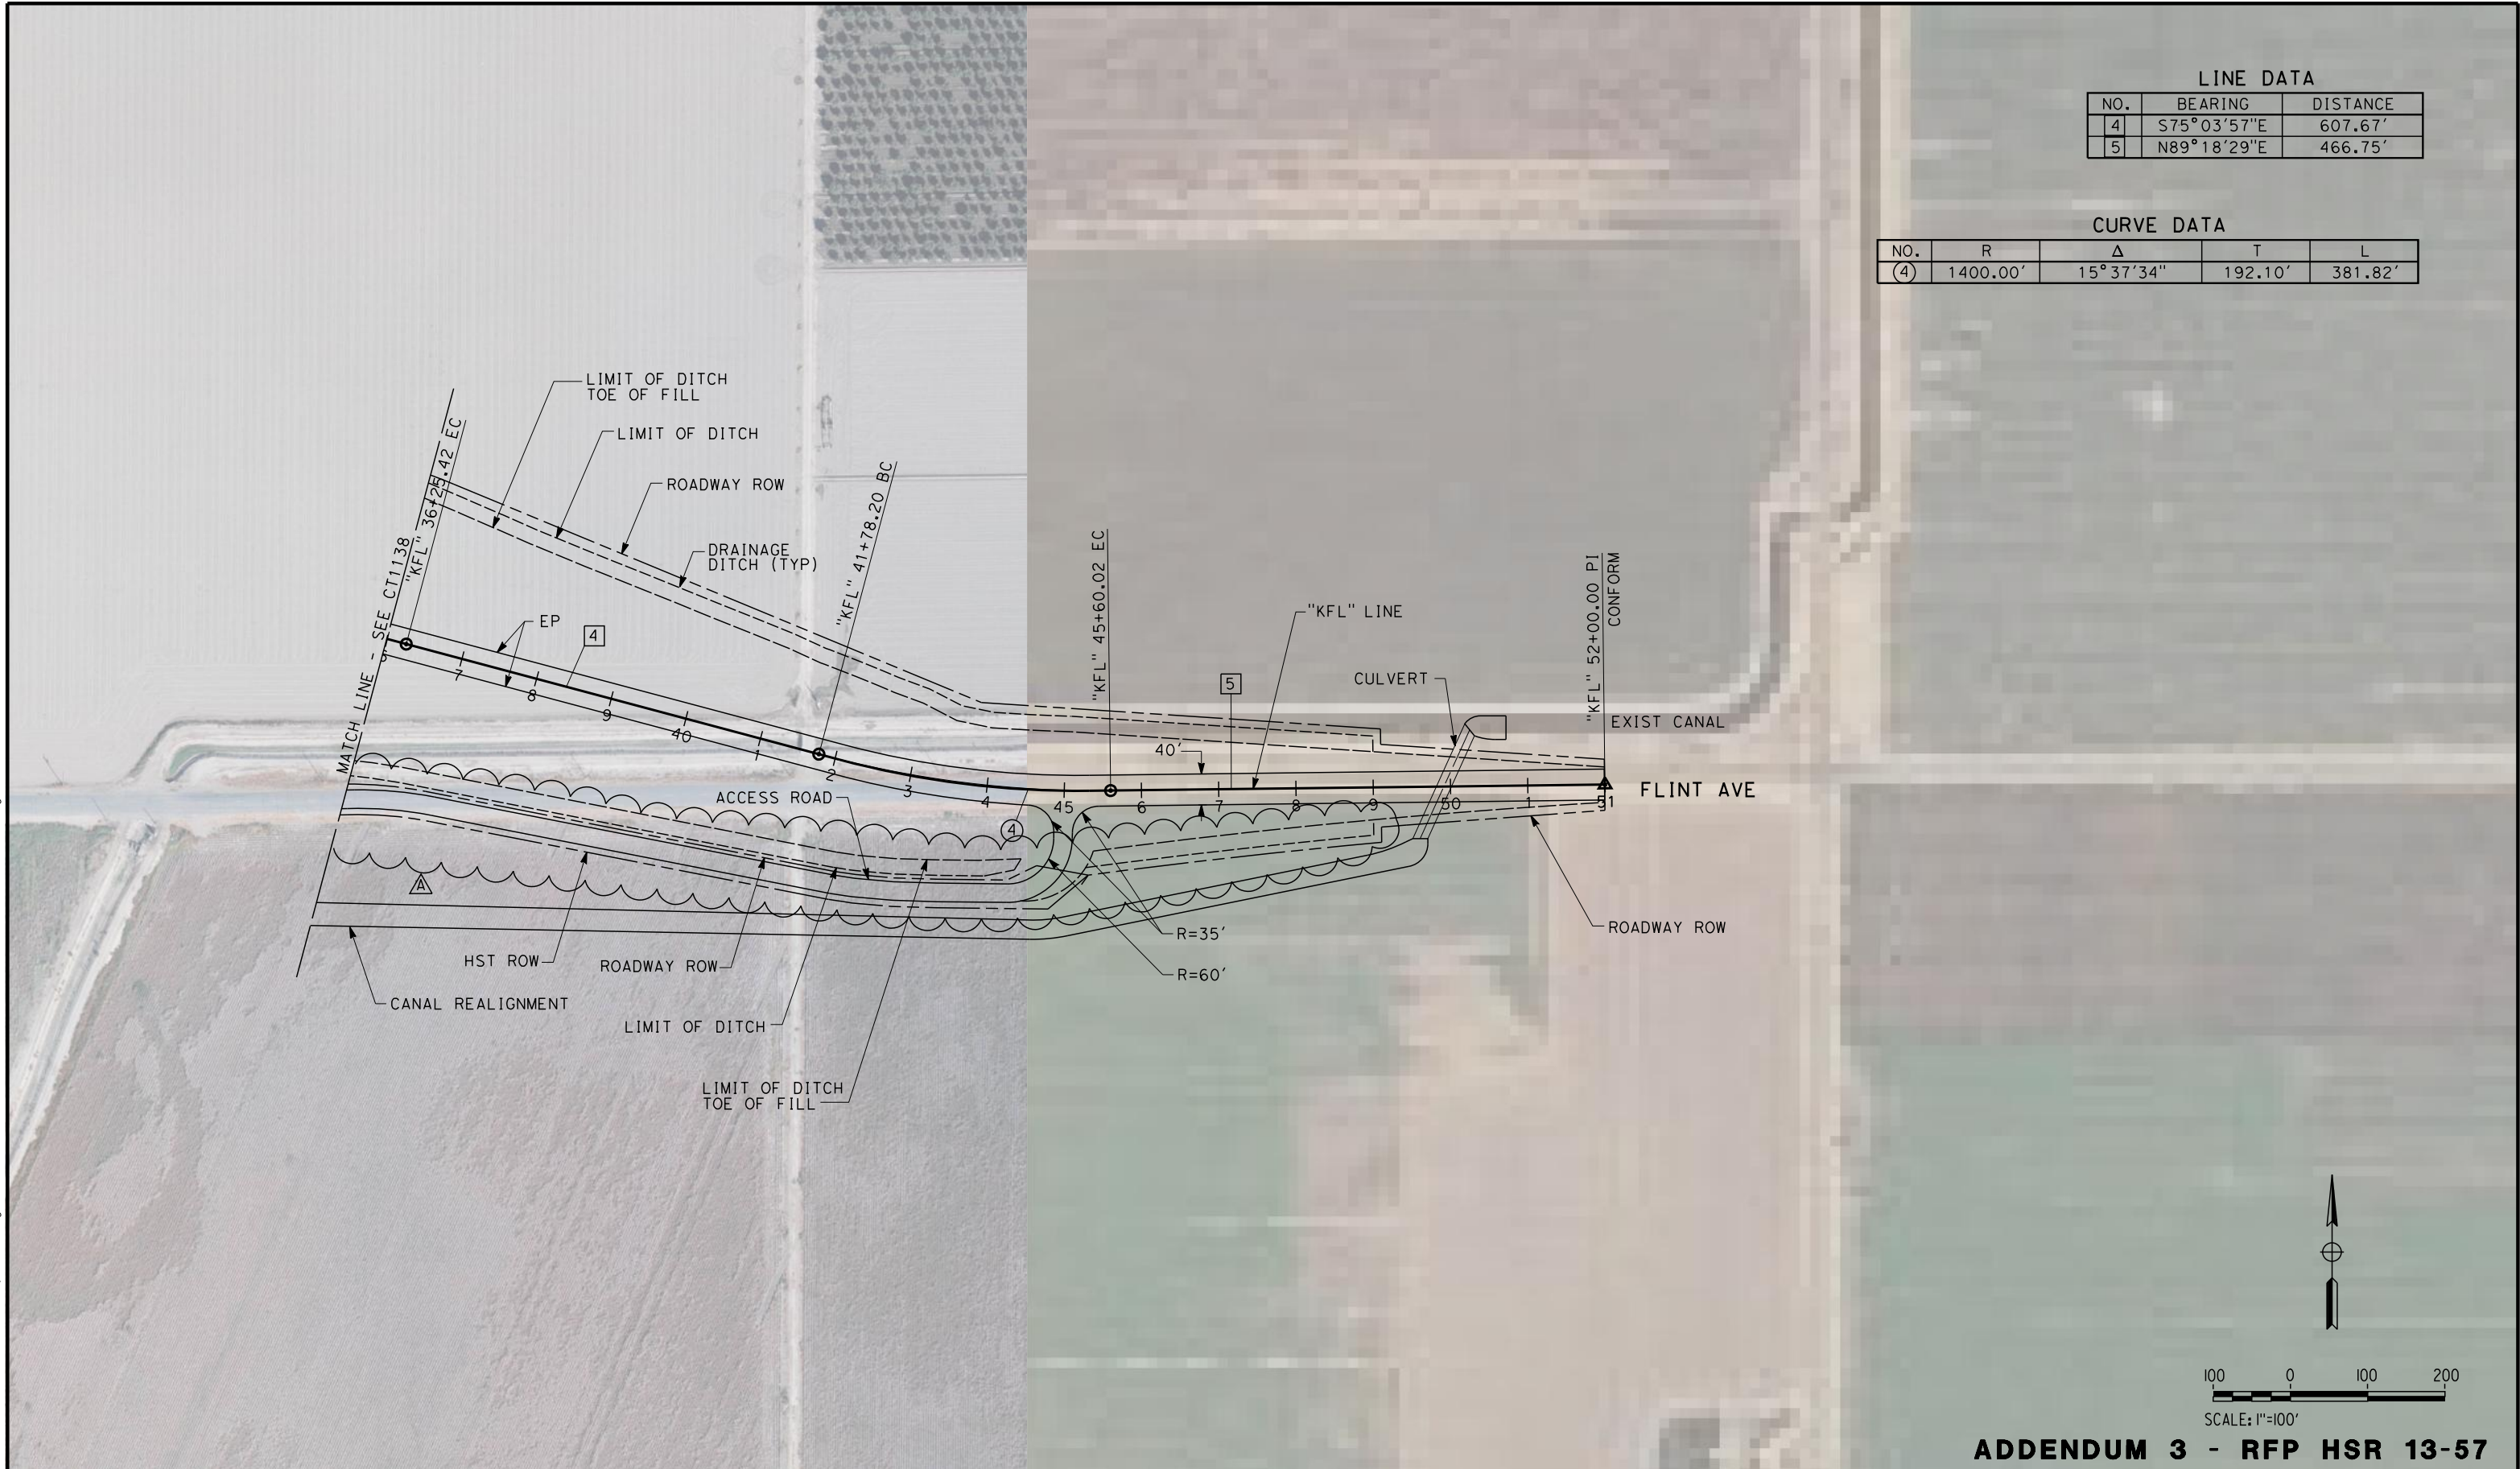 LINE DATA
NO. BEARING DISTANCE
4 S75°03'57"E 607.67'
5 N89°18'29"E 466.75'
CURVE DATA
NO. R Δ T L
4 1400.00' 15°37'34" 192.10' 381.82'
LIMIT OF DITCH
TOE OF FILL
LIMIT OF DITCH
ROADWAY ROW
DRAINAGE
DITCH (TYP)
MATCH LINE - SEE CT1138
"KFL" 41+78.20 BC
"KFL" 45+60.02 EC
"KFL" 52+00.00 PI
CONFORM
EP
4
"KFL" LINE
5
CULVERT
EXIST CANAL
40'
7 8 9 40 1 2 3 4 45 6 7 8 9 50 1 51
FLINT AVE
ACCESS ROAD
4
A
R=35'
R=60'
ROADWAY ROW
HST ROW
ROADWAY ROW
CANAL REALIGNMENT
LIMIT OF DITCH
LIMIT OF DITCH
TOE OF FILL
100 0 100 200
SCALE: 1"=100'
ADDENDUM 3 - RFP HSR 13-57